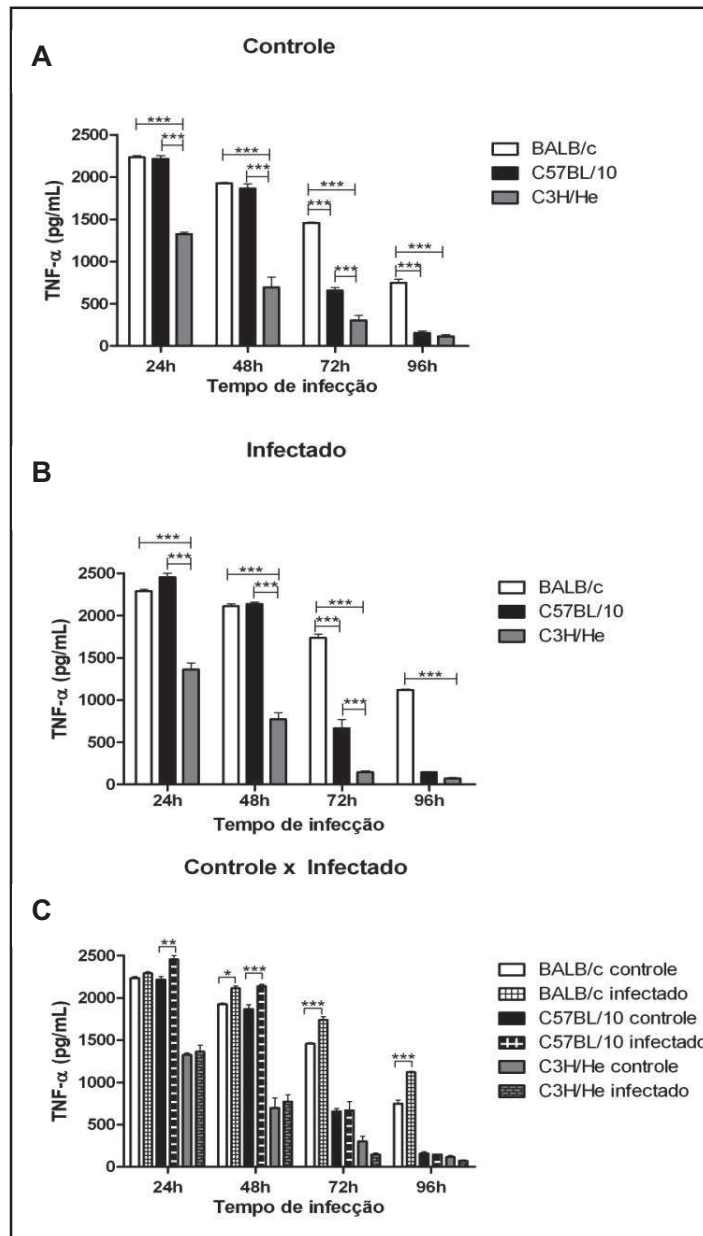 A
Controle
*** *** *** *** *** *** *** *** ***
TNF-α (pg/mL)
2500
2000
1500
1000
500
0
24h 48h 72h 96h
Tempo de infecção
BALB/c
C57BL/10
C3H/He
Infectado
B
*** *** *** *** *** *** *** ***
TNF-α (pg/mL)
2500
2000
1500
1000
500
0
24h 48h 72h 96h
Tempo de infecção
BALB/c
C57BL/10
C3H/He
Controle x Infectado
C
** * *** *** ***
TNF-α (pg/mL)
2500
2000
1500
1000
500
0
24h 48h 72h 96h
Tempo de infecção
BALB/c controle
BALB/c infectado
C57BL/10 controle
C57BL/10 infectado
C3H/He controle
C3H/He infectado